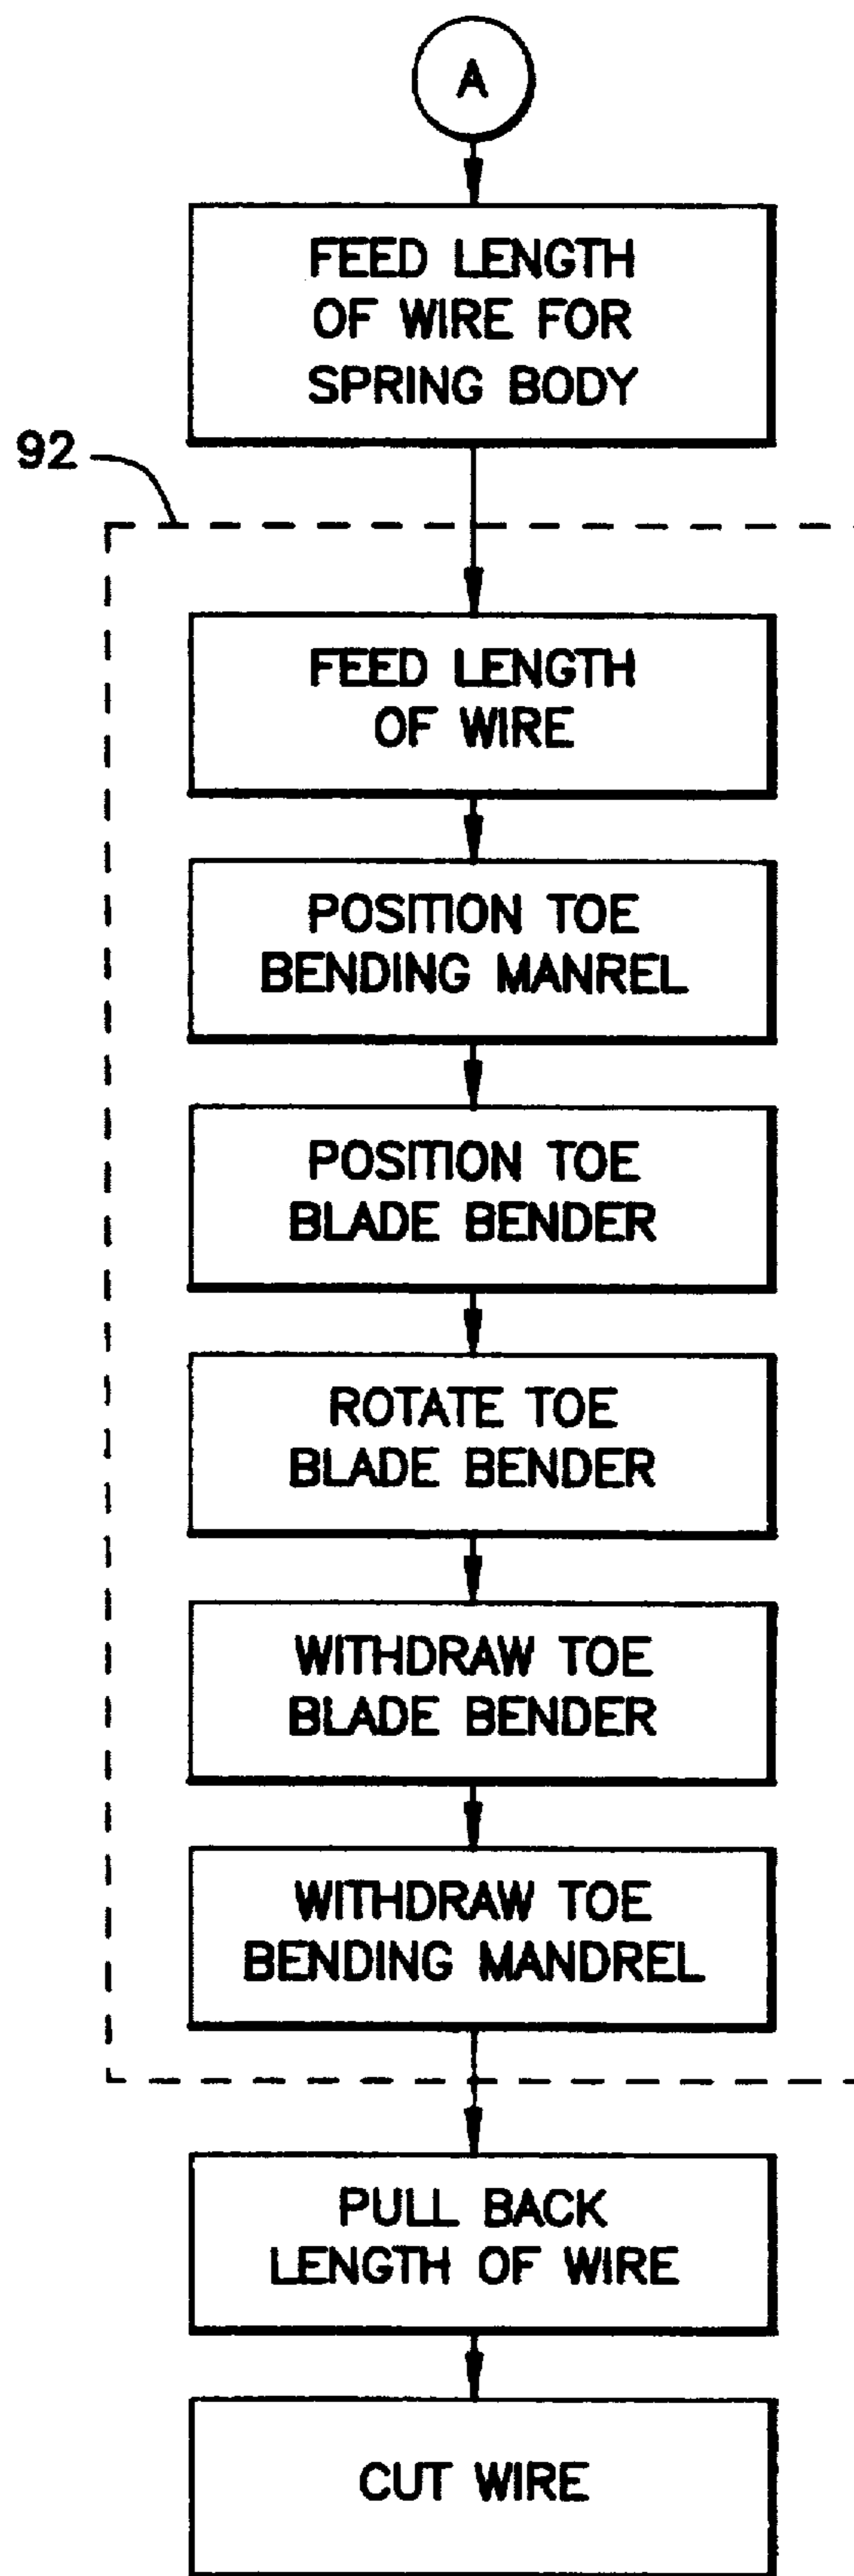 A
FEED LENGTH
OF WIRE FOR
SPRING BODY
92
FEED LENGTH
OF WIRE
POSITION TOE
BENDING MANREL
POSITION TOE
BLADE BENDER
ROTATE TOE
BLADE BENDER
WITHDRAW TOE
BLADE BENDER
WITHDRAW TOE
BENDING MANDREL
PULL BACK
LENGTH OF WIRE
CUT WIRE